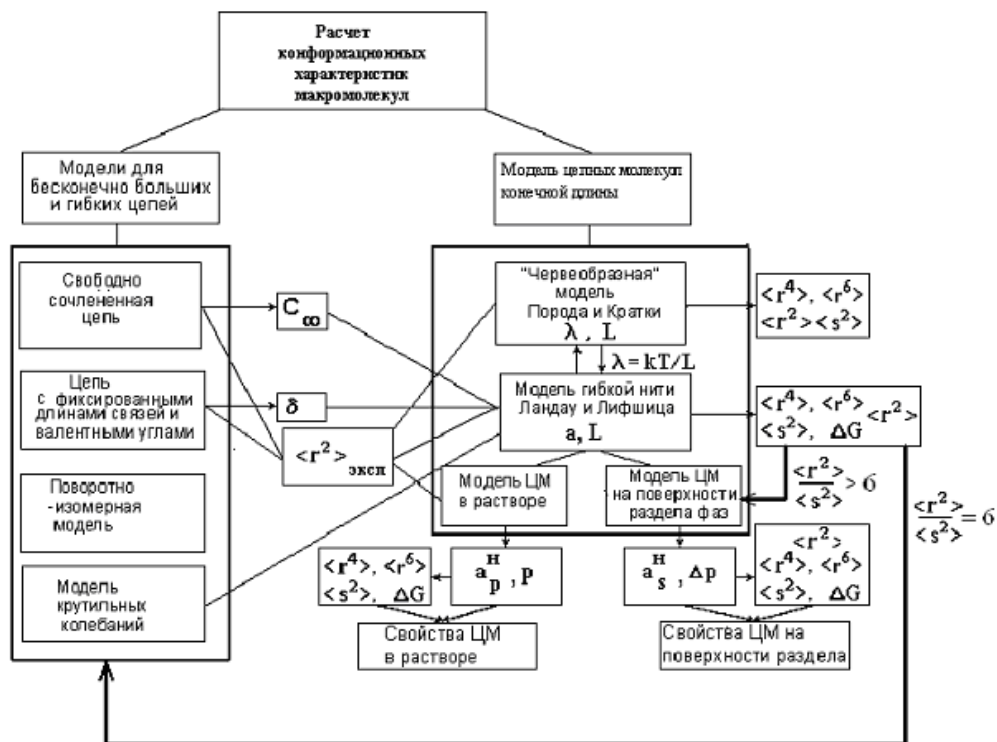 Расчет
конформационных
характеристик
макромолекул
Модели для
бесконечно больших
и гибких цепей
Модель цепных молекул
конечной длины
Свободно
сочлененная
цепь
C∞
"Червеобразная"
модель
Порода и Кратки
λ , L
<r⁴>, <r⁶>
<r²><s²>
λ = kT/L
Цепь
с фиксированными
длинами связей и
валентными углами
δ
Модель гибкой нити
Ландау и Лифшица
a, L
<r⁴>, <r⁶>
<s²>, ΔG
<r²>
<r²>эксп
Поворотно
-изомерная
модель
Модель ЦМ
в растворе
Модель ЦМ
на поверхности
раздела фаз
<r²>/<s²> > 6
<r²>/<s²> = 6
Модель
крутильных
колебаний
<r⁴>, <r⁶>
<s²>, ΔG
aₚᴴ, P
aₛᴴ, Δp
<r²>
<r⁴>, <r⁶>
<s²>, ΔG
Свойства ЦМ
в растворе
Свойства ЦМ на
поверхности раздела